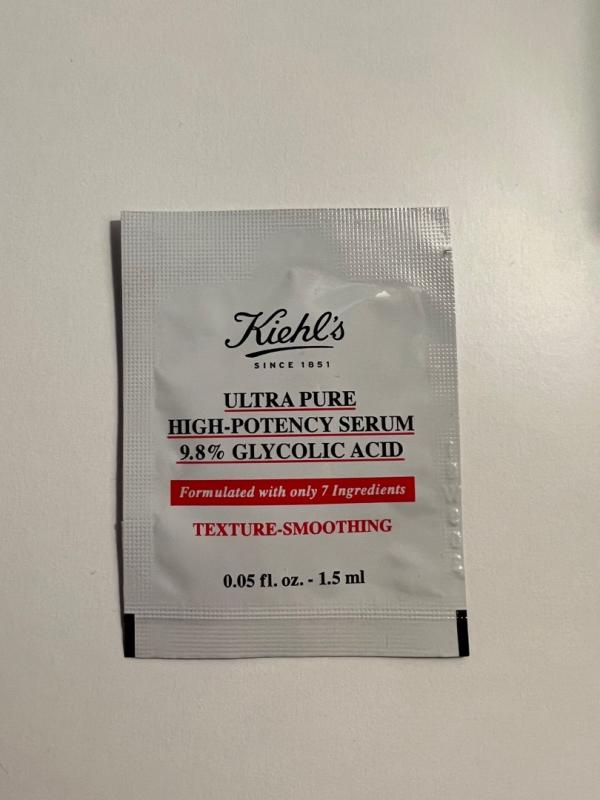 Kiehl's
SINCE 1851
ULTRA PURE
HIGH-POTENCY SERUM
9.8% GLYCOLIC ACID
Formulated with only 7 Ingredients
TEXTURE-SMOOTHING
0.05 fl. oz. - 1.5 ml